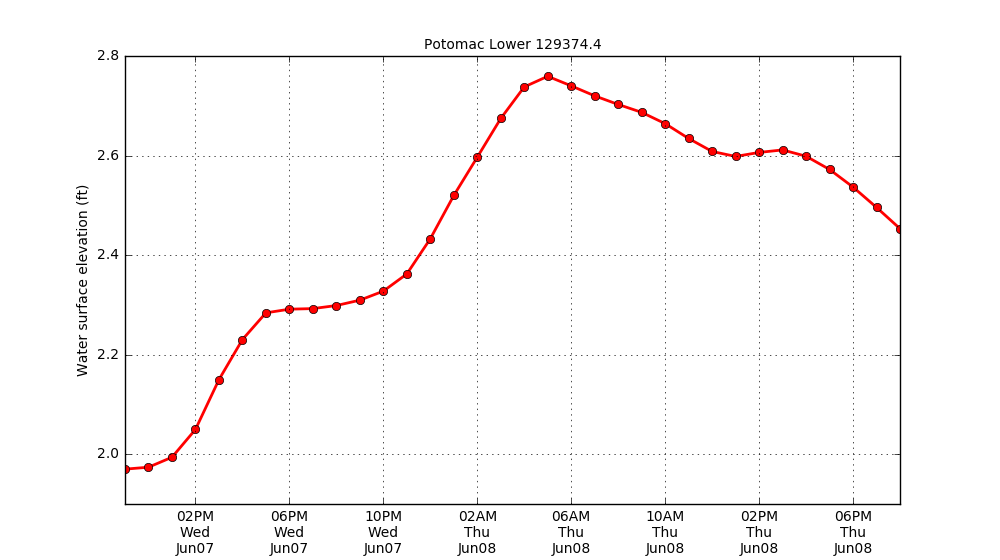 Potomac Lower 129374.4
Water surface elevation (ft)
2.8
2.6
2.4
2.2
2.0
02PM 06PM 10PM 02AM 06AM 10AM 02PM 06PM
Wed Wed Wed Thu Thu Thu Thu Thu
Jun07 Jun07 Jun07 Jun08 Jun08 Jun08 Jun08 Jun08